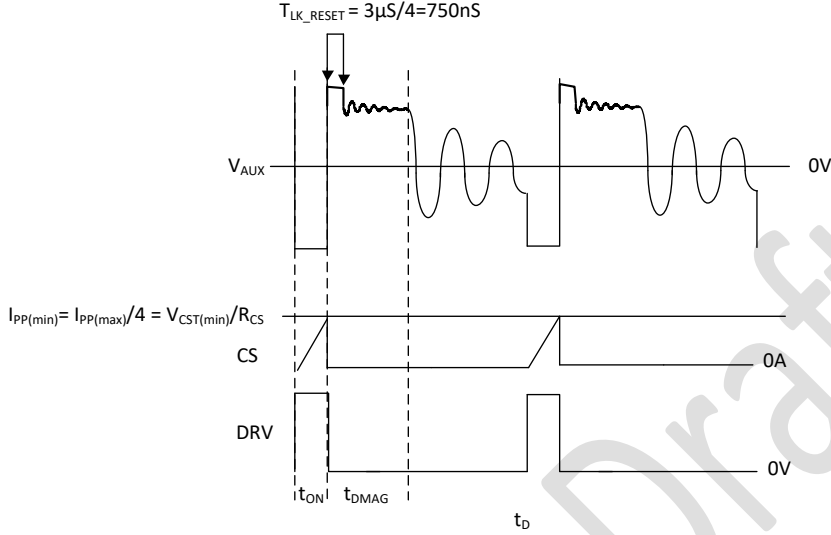 T_LK_RESET = 3µS/4=750nS
V_AUX
0V
I_PP(min)= I_PP(max)/4 = V_CST(min)/R_CS
CS
0A
DRV
0V
t_ON
t_DMAG
t_D
Draft